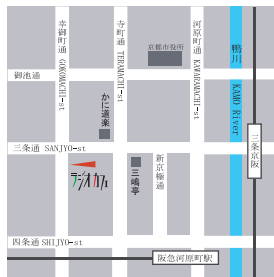 幸御町通 GOKOMACHI-st
寺町通 TERAMACHI-st
河原町通 KAWARAMACHI-st
京都市役所
鴨川 KAMO River
御池通
かに道楽
三条京阪
三条通 SANJYO-st
ラジオカフェ
三嶋亭
新京極通
四条通 SHIJYO-st
阪急河原町駅